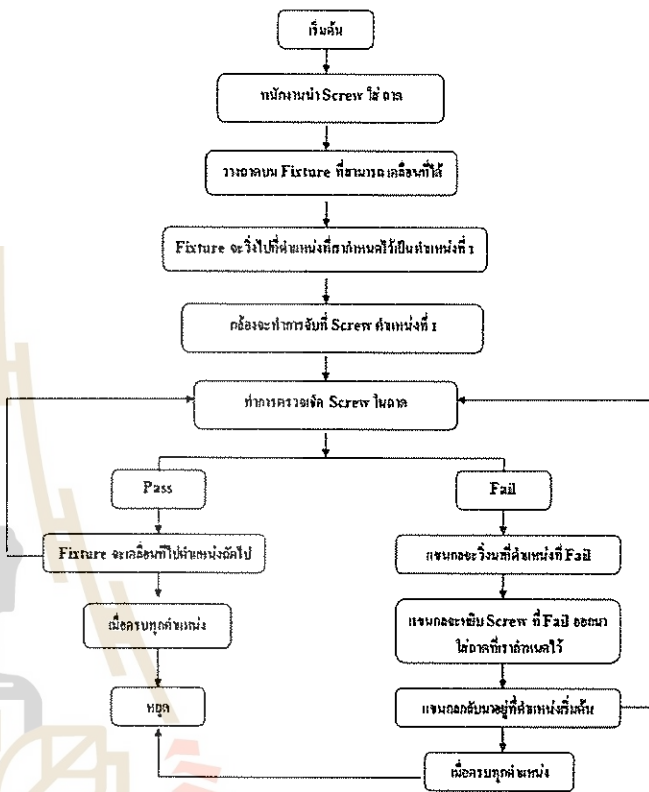 เริ่มต้น
พนักงานนำ Screw ใส่ ถาด
วางถาดบน Fixture ที่สามารถเคลื่อนที่ได้
Fixture จะวิ่งไปที่ตำแหน่งที่เรากำหนดไว้เป็นตำแหน่งที่ 1
กล้องจะทำการจับที่ Screw ตำแหน่งที่ 1
ทำการตรวจเช็ค Screw ในถาด
Pass
Fail
Fixture จะเคลื่อนที่ไปตำแหน่งถัดไป
แขนกลจะวิ่งมาที่ตำแหน่งที่ Fail
เมื่อครบทุกตำแหน่ง
แขนกลจะหยิบ Screw ที่ Fail ออกมา
ใส่ถาดที่เรากำหนดไว้
หยุด
แขนกลกลับมาอยู่ที่ตำแหน่งเริ่มต้น
เมื่อครบทุกตำแหน่ง